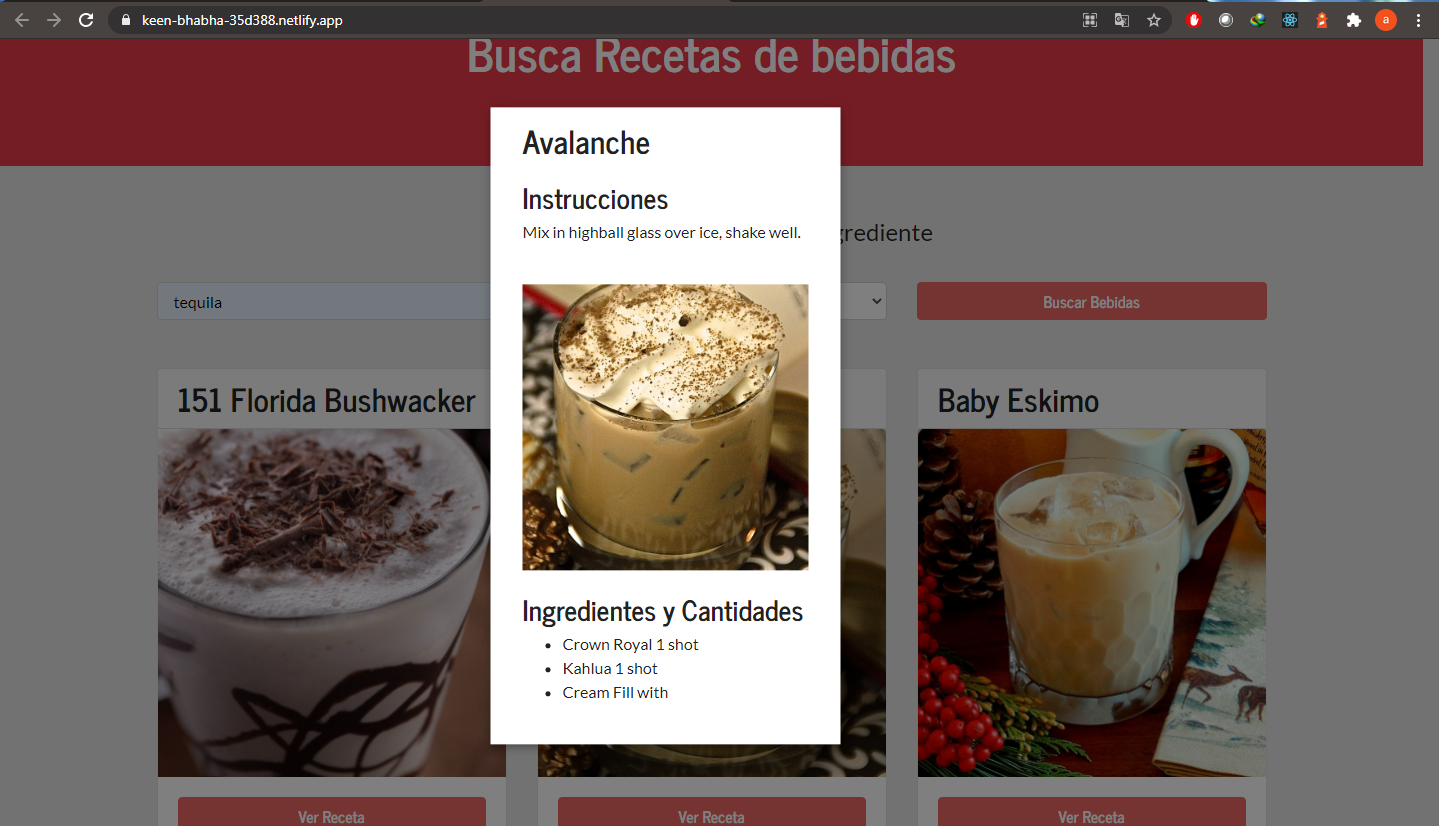 keen-bhabha-35d388.netlify.app
a
Busca Recetas de bebidas
Avalanche
Instrucciones
Mix in highball glass over ice, shake well.
grediente
tequila
Buscar Bebidas
151 Florida Bushwacker
Baby Eskimo
Ingredientes y Cantidades
Crown Royal 1 shot
Kahlua 1 shot
Cream Fill with
Ver Receta
Ver Receta
Ver Receta